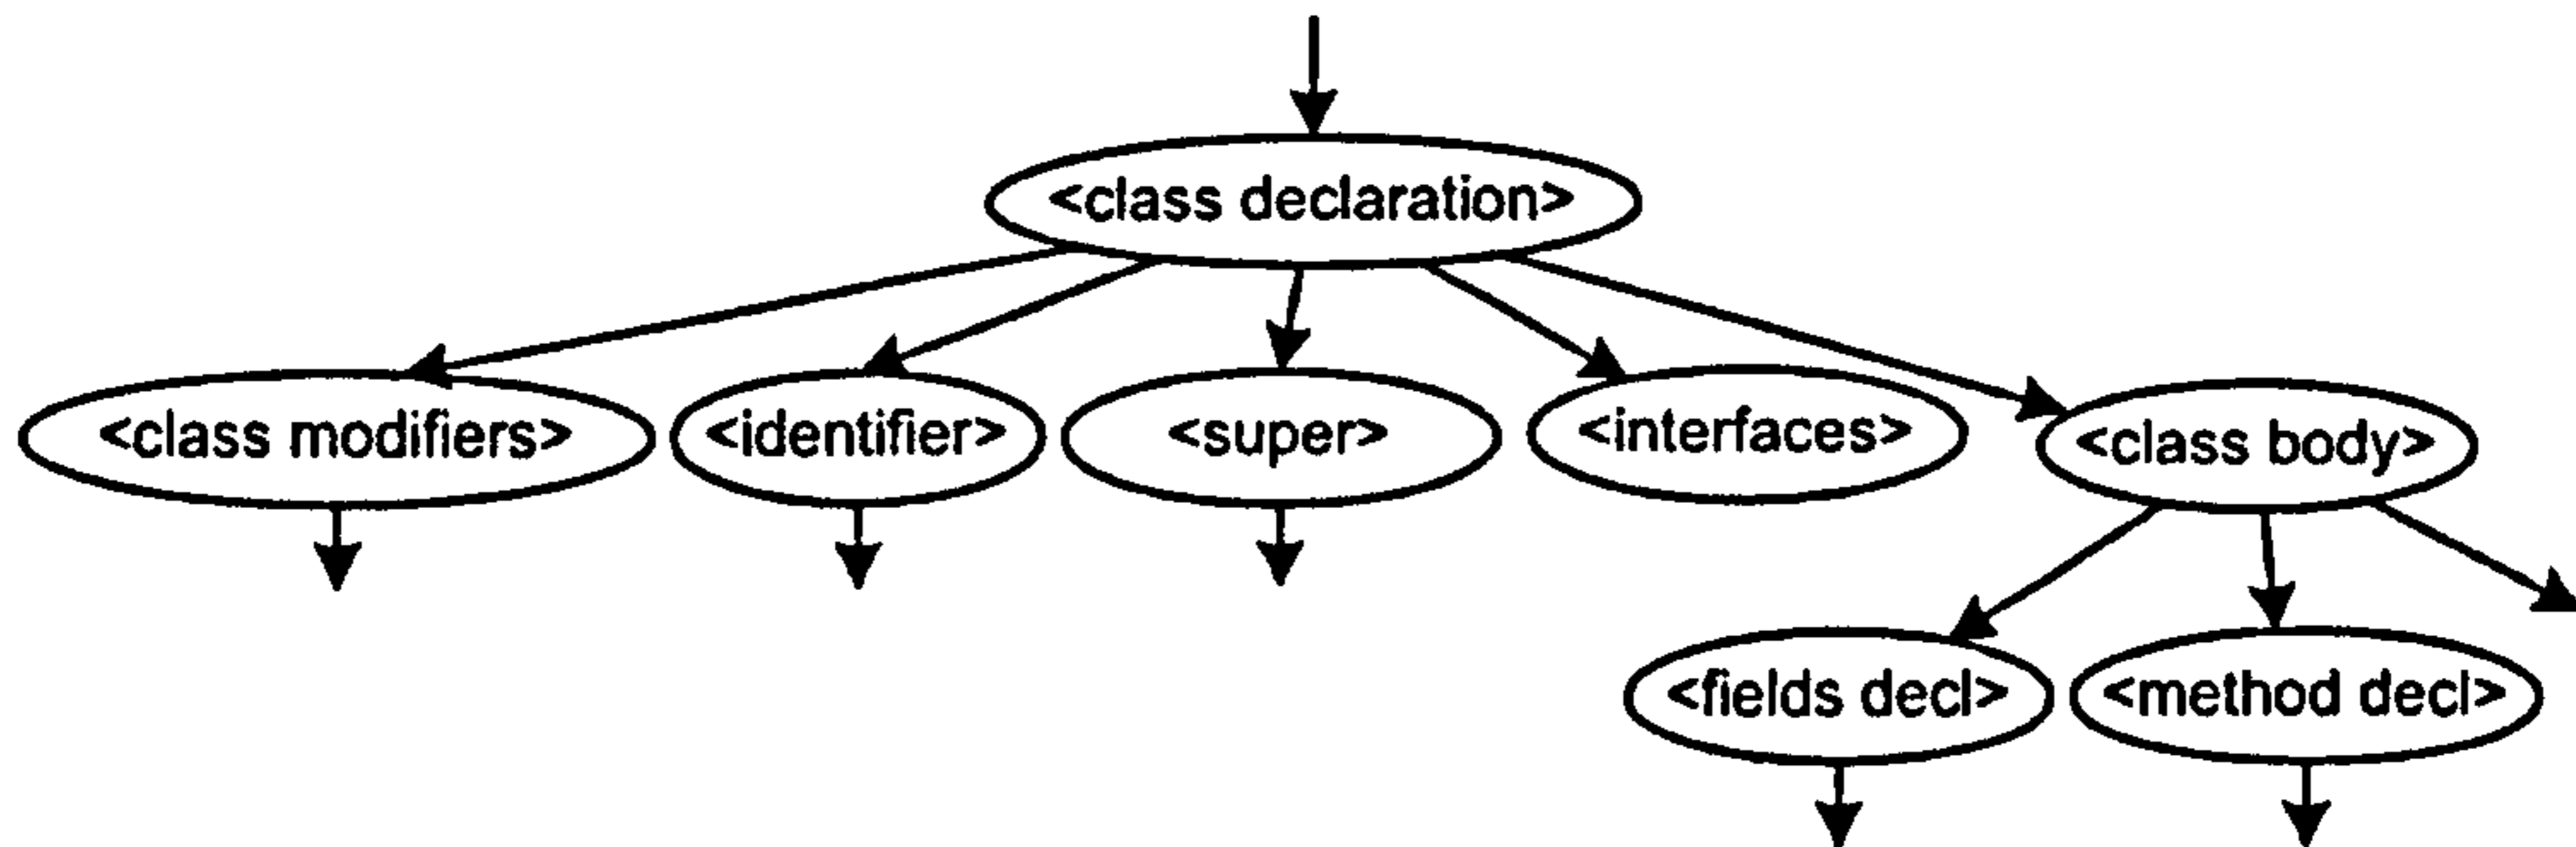 <class declaration>
<class modifiers>
<identifier>
<super>
<interfaces>
<class body>
<fields decl>
<method decl>